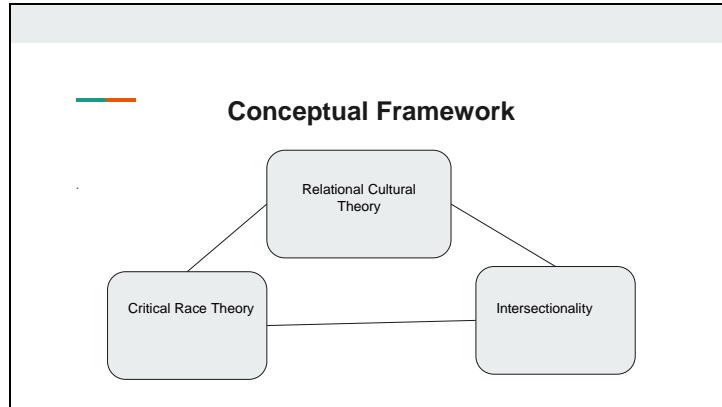 Conceptual Framework
.
Relational Cultural
Theory
Critical Race Theory
Intersectionality